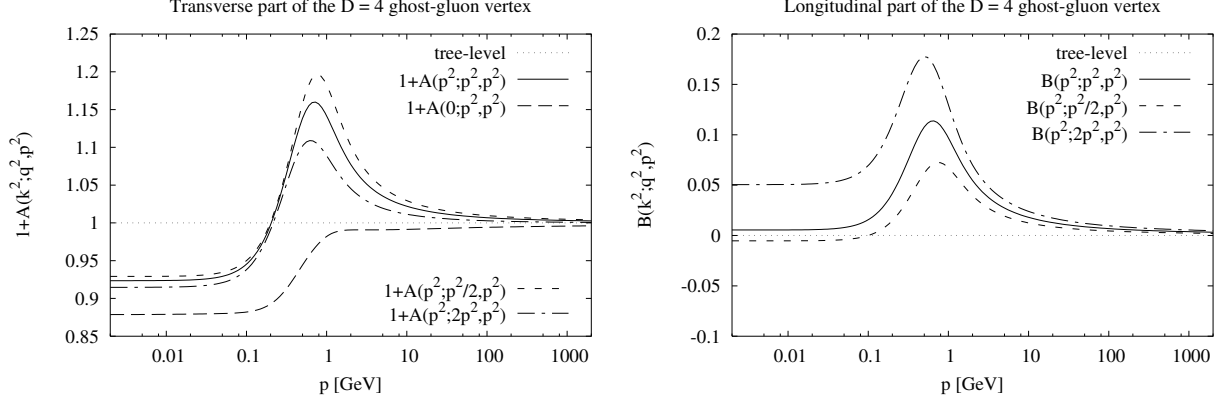 Transverse part of the D = 4 ghost-gluon vertex
1+A(k²;q²,p²)
1.25
1.2
1.15
1.1
1.05
1
0.95
0.9
0.85
tree-level
1+A(p²;p²,p²)
1+A(0;p²,p²)
1+A(p²;p²/2,p²)
1+A(p²;2p²,p²)
0.01 0.1 1 10 100 1000
p [GeV]
Longitudinal part of the D = 4 ghost-gluon vertex
B(k²;q²,p²)
0.2
0.15
0.1
0.05
0
-0.05
-0.1
tree-level
B(p²;p²,p²)
B(p²;p²/2,p²)
B(p²;2p²,p²)
0.01 0.1 1 10 100 1000
p [GeV]